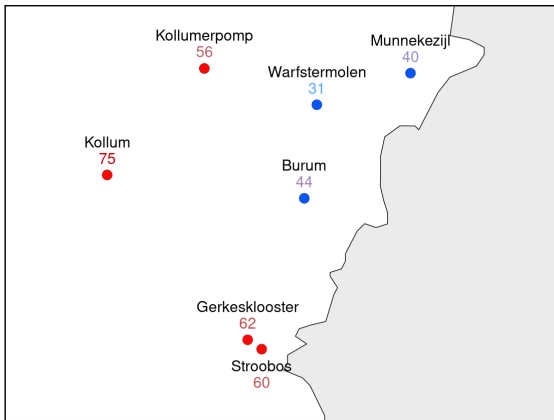 Kollumerpomp
56
Munnekezijl
40
Warfstermolen
31
Kollum
75
Burum
44
Gerkesklooster
62
Stroobos
60